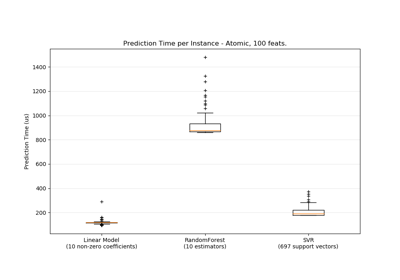 Prediction Time per Instance - Atomic, 100 feats.
Prediction Time (us)
1400
1200
1000
800
600
400
200
Linear Model
(10 non-zero coefficients)
RandomForest
(10 estimators)
SVR
(697 support vectors)